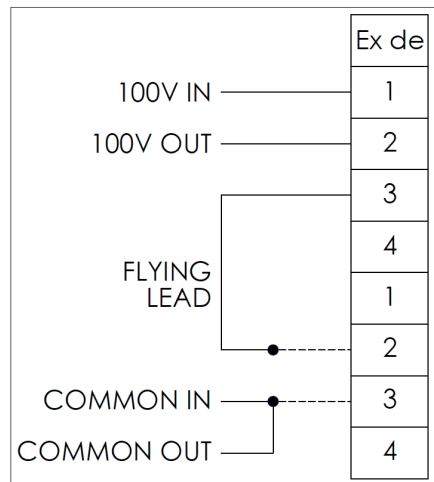 Ex de
100V IN 1
100V OUT 2
3
4
FLYING
LEAD
1
2
COMMON IN 3
COMMON OUT 4